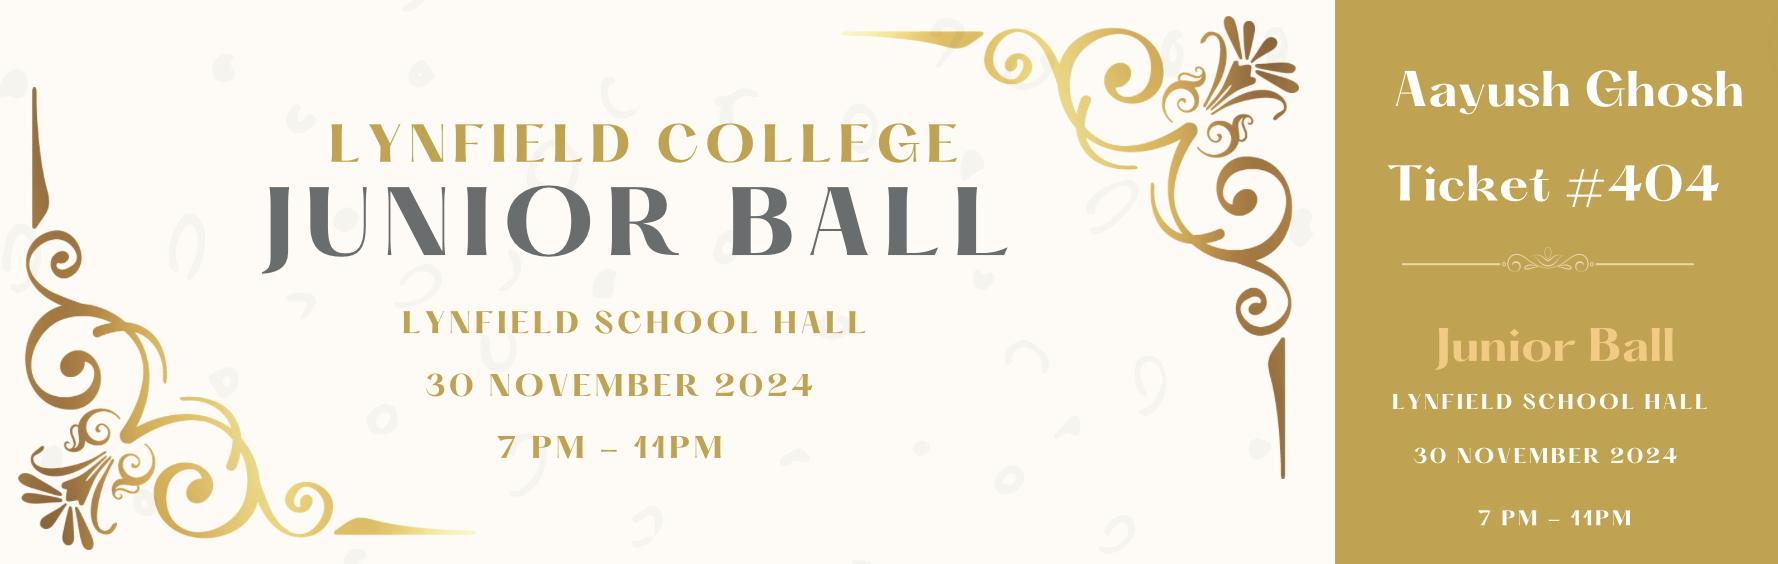 LYNFIELD COLLEGE
JUNIOR BALL
LYNFIELD SCHOOL HALL
30 NOVEMBER 2024
7 PM – 11PM
Aayush Ghosh
Ticket #404
Junior Ball
LYNFIELD SCHOOL HALL
30 NOVEMBER 2024
7 PM – 11PM